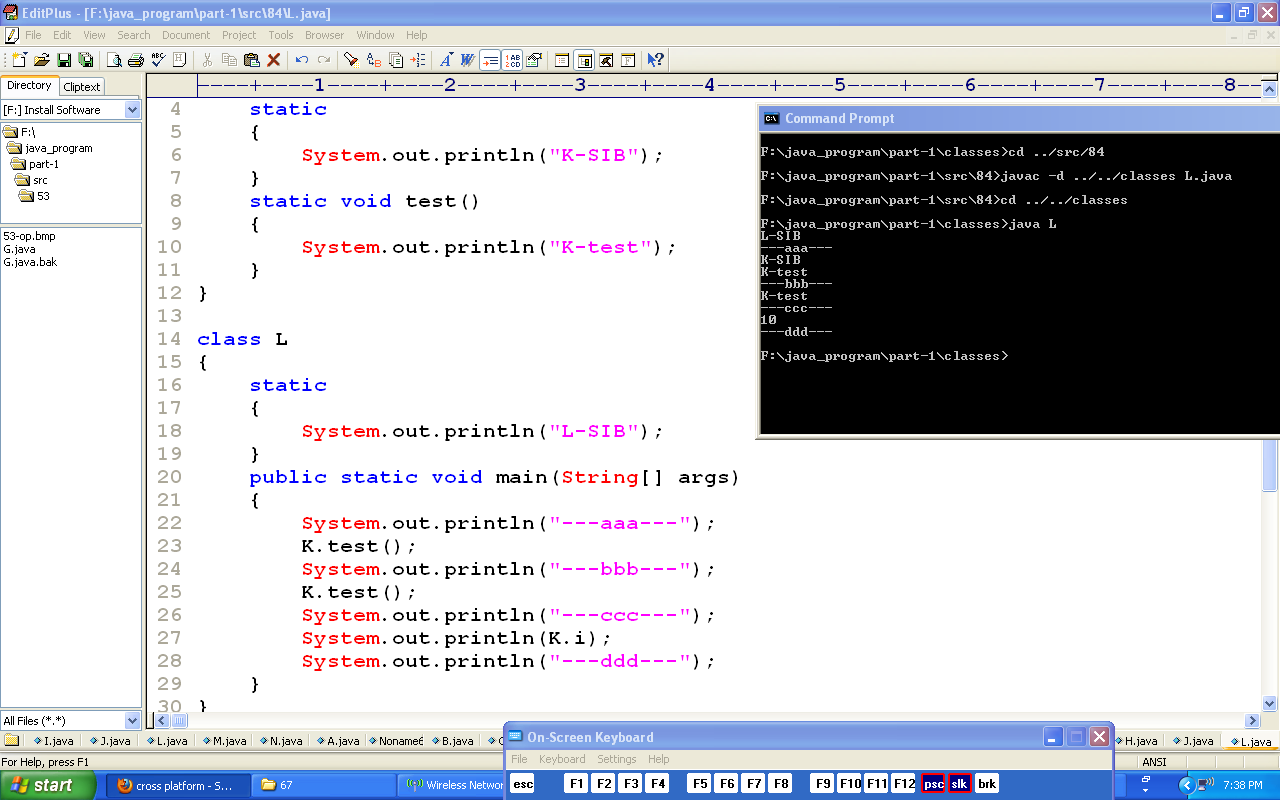 EditPlus - [F:\java_program\part-1\src\84\L.java]
File Edit View Search Document Project Tools Browser Window Help
Directory Cliptext
[F:] Install Software
F:\
java_program
part-1
src
53
53-op.bmp
G.java
G.java.bak
All Files (*.*)
----+----1----+----2----+----3----+----4----+----5----+----6----+----7----+----8-
4 static
5 {
6 System.out.println("K-SIB");
7 }
8 static void test()
9 {
10 System.out.println("K-test");
11 }
12 }
13
14 class L
15 {
16 static
17 {
18 System.out.println("L-SIB");
19 }
20 public static void main(String[] args)
21 {
22 System.out.println("---aaa---");
23 K.test();
24 System.out.println("---bbb---");
25 K.test();
26 System.out.println("---ccc---");
27 System.out.println(K.i);
28 System.out.println("---ddd---");
29 }
30 }
Command Prompt
F:\java_program\part-1\classes>cd ../src/84
F:\java_program\part-1\src\84>javac -d ../../classes L.java
F:\java_program\part-1\src\84>cd ../../classes
F:\java_program\part-1\classes>java L
L-SIB
---aaa---
K-SIB
K-test
---bbb---
K-test
---ccc---
10
---ddd---
F:\java_program\part-1\classes>
I.java J.java L.java M.java N.java A.java B.java H.java J.java L.java
For Help, press F1
ANSI
On-Screen Keyboard
File Keyboard Settings Help
esc F1 F2 F3 F4 F5 F6 F7 F8 F9 F10 F11 F12 psc slk brk
start
cross platform - S...
67
Wireless Networ
7:38 PM